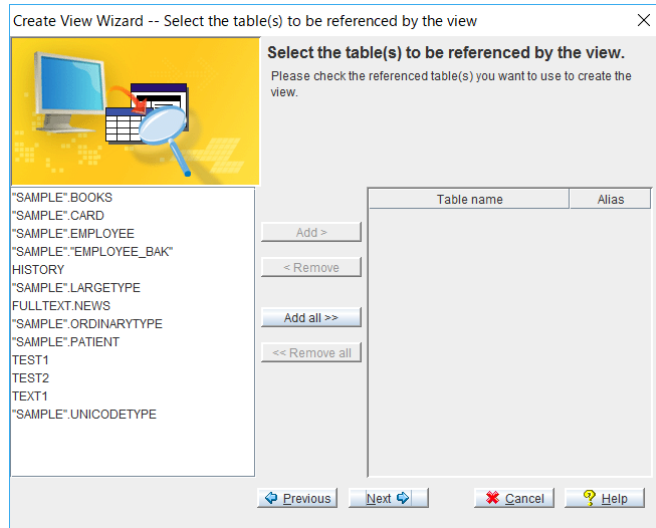 Create View Wizard -- Select the table(s) to be referenced by the view
Select the table(s) to be referenced by the view.
Please check the referenced table(s) you want to use to create the
view.
"SAMPLE".BOOKS
"SAMPLE".CARD
"SAMPLE".EMPLOYEE
"SAMPLE"."EMPLOYEE_BAK"
HISTORY
"SAMPLE".LARGETYPE
FULLTEXT.NEWS
"SAMPLE".ORDINARYTYPE
"SAMPLE".PATIENT
TEST1
TEST2
TEXT1
"SAMPLE".UNICODETYPE
Add >
< Remove
Add all >>
<< Remove all
Table name Alias
Previous Next Cancel Help